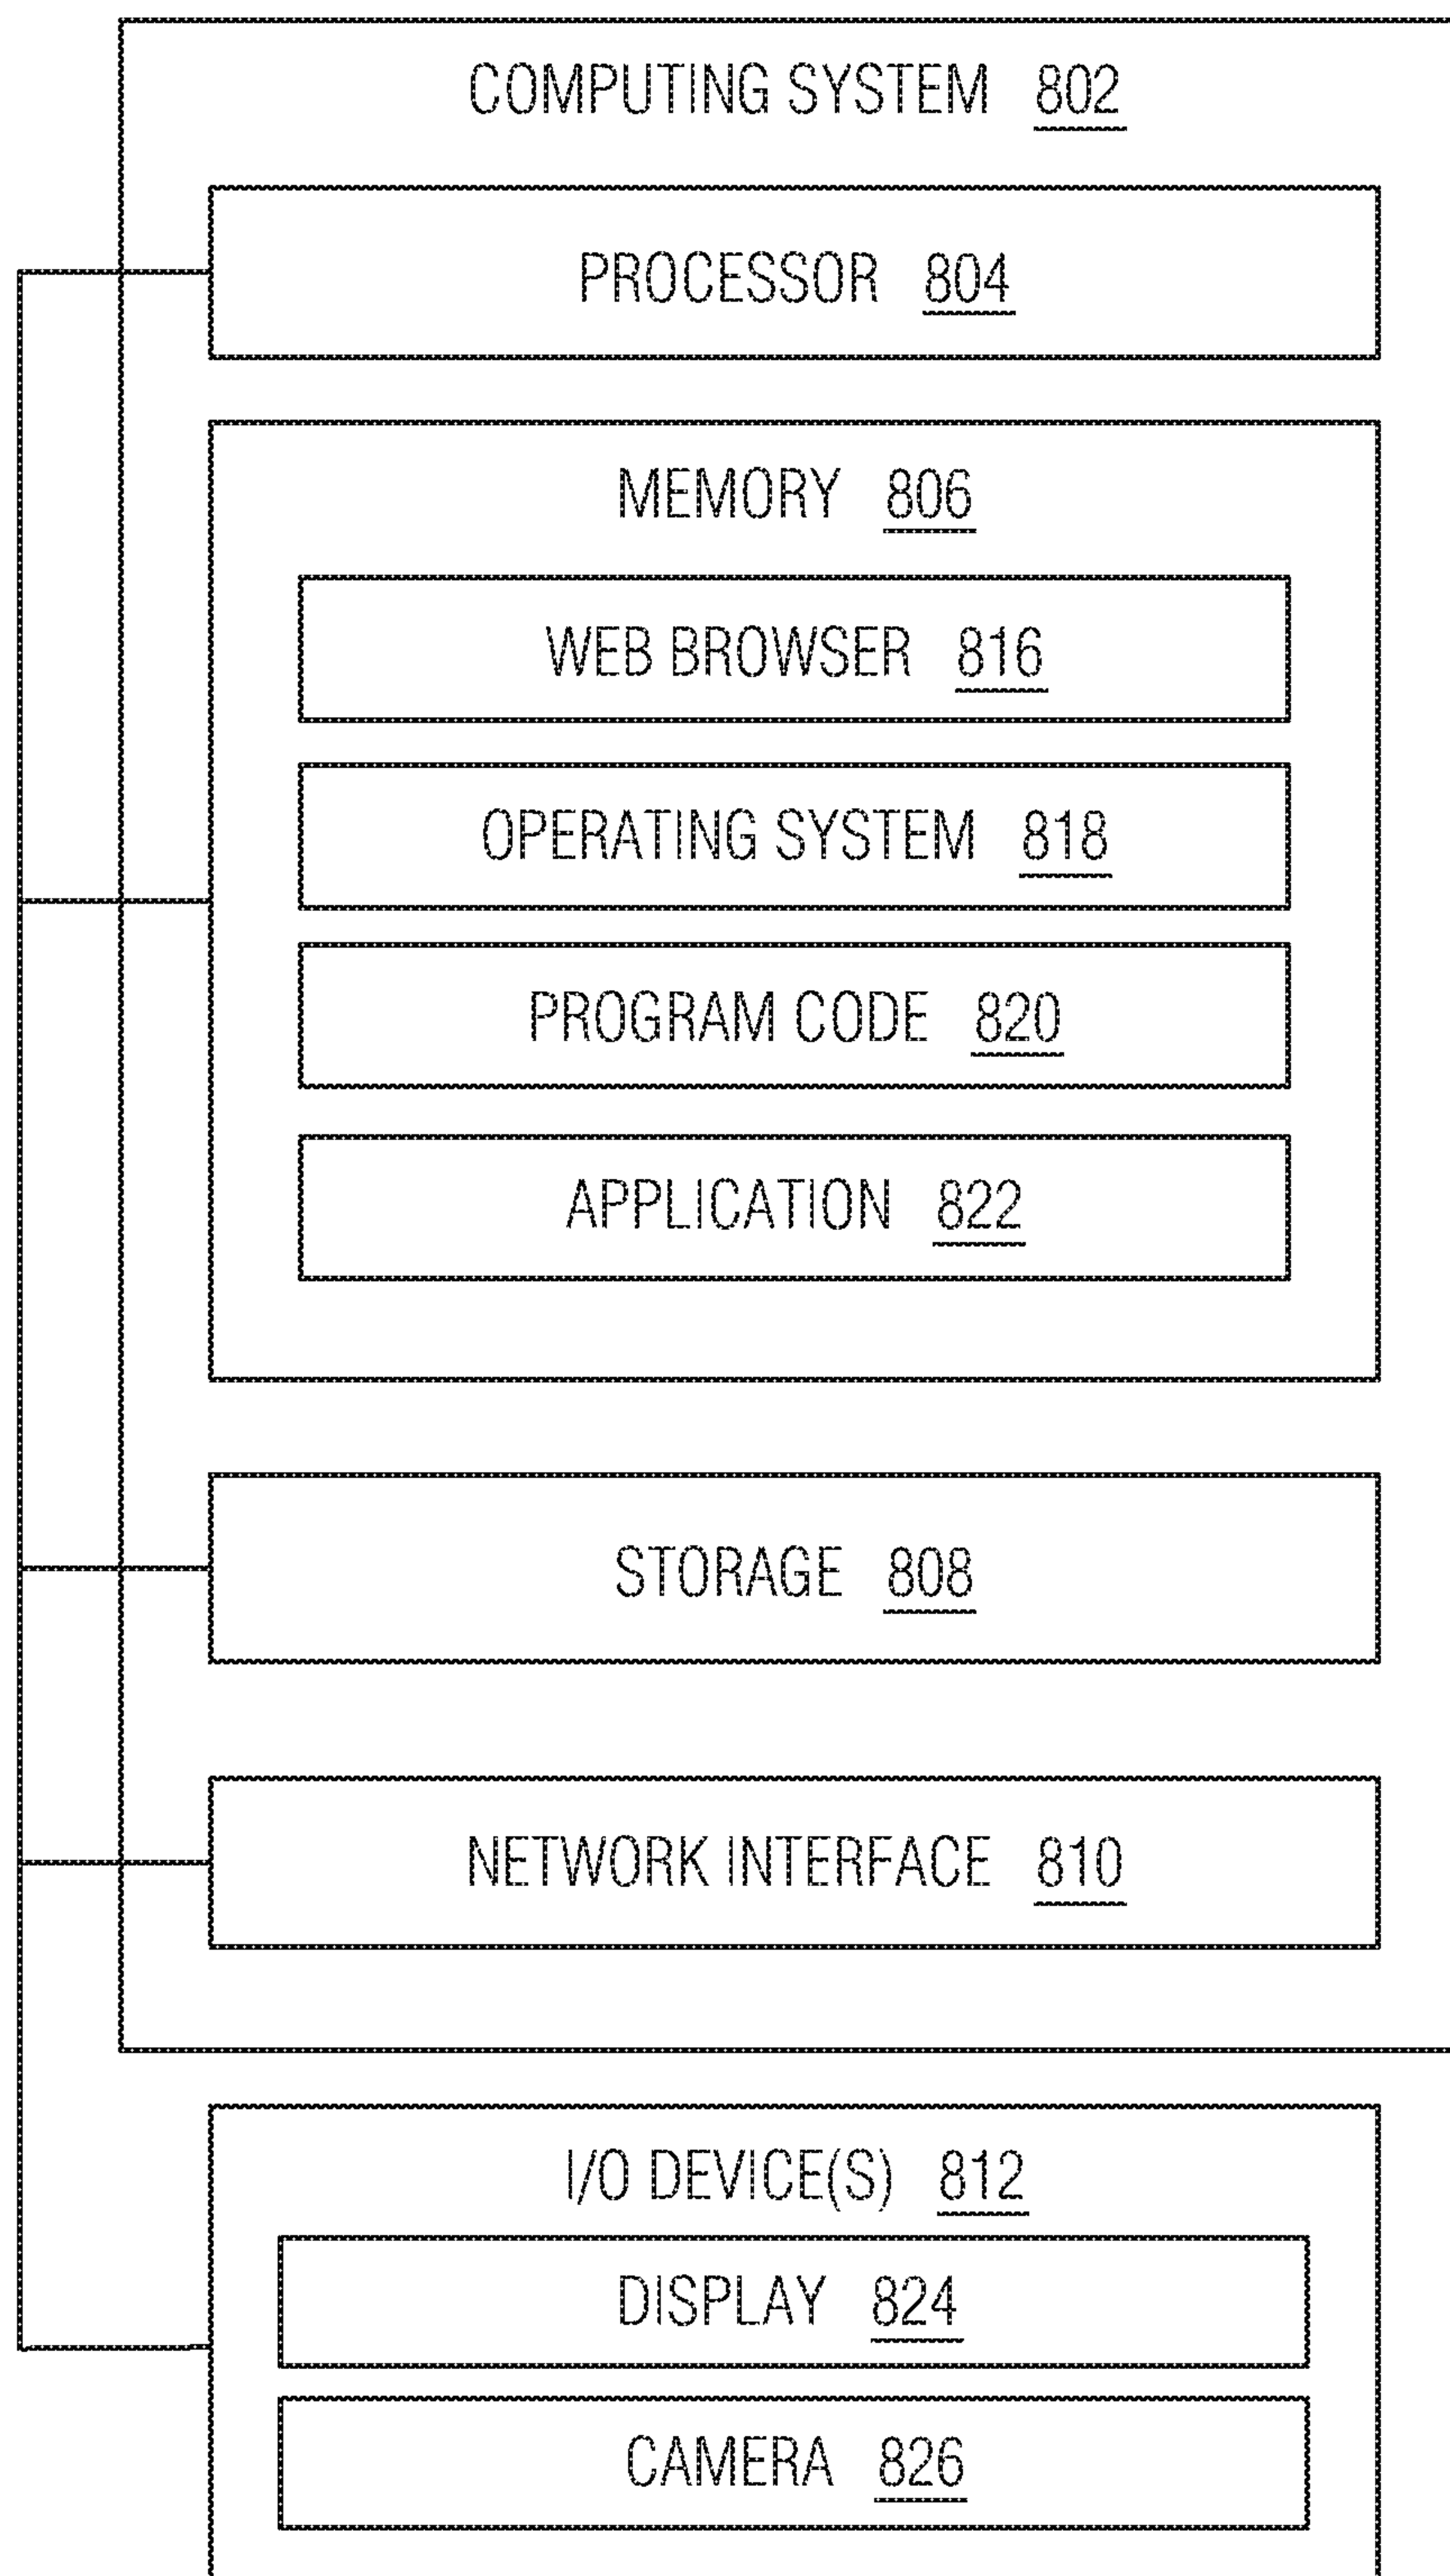 COMPUTING SYSTEM 802
PROCESSOR 804
MEMORY 806
WEB BROWSER 816
OPERATING SYSTEM 818
PROGRAM CODE 820
APPLICATION 822
STORAGE 808
NETWORK INTERFACE 810
I/O DEVICE(S) 812
DISPLAY 824
CAMERA 826